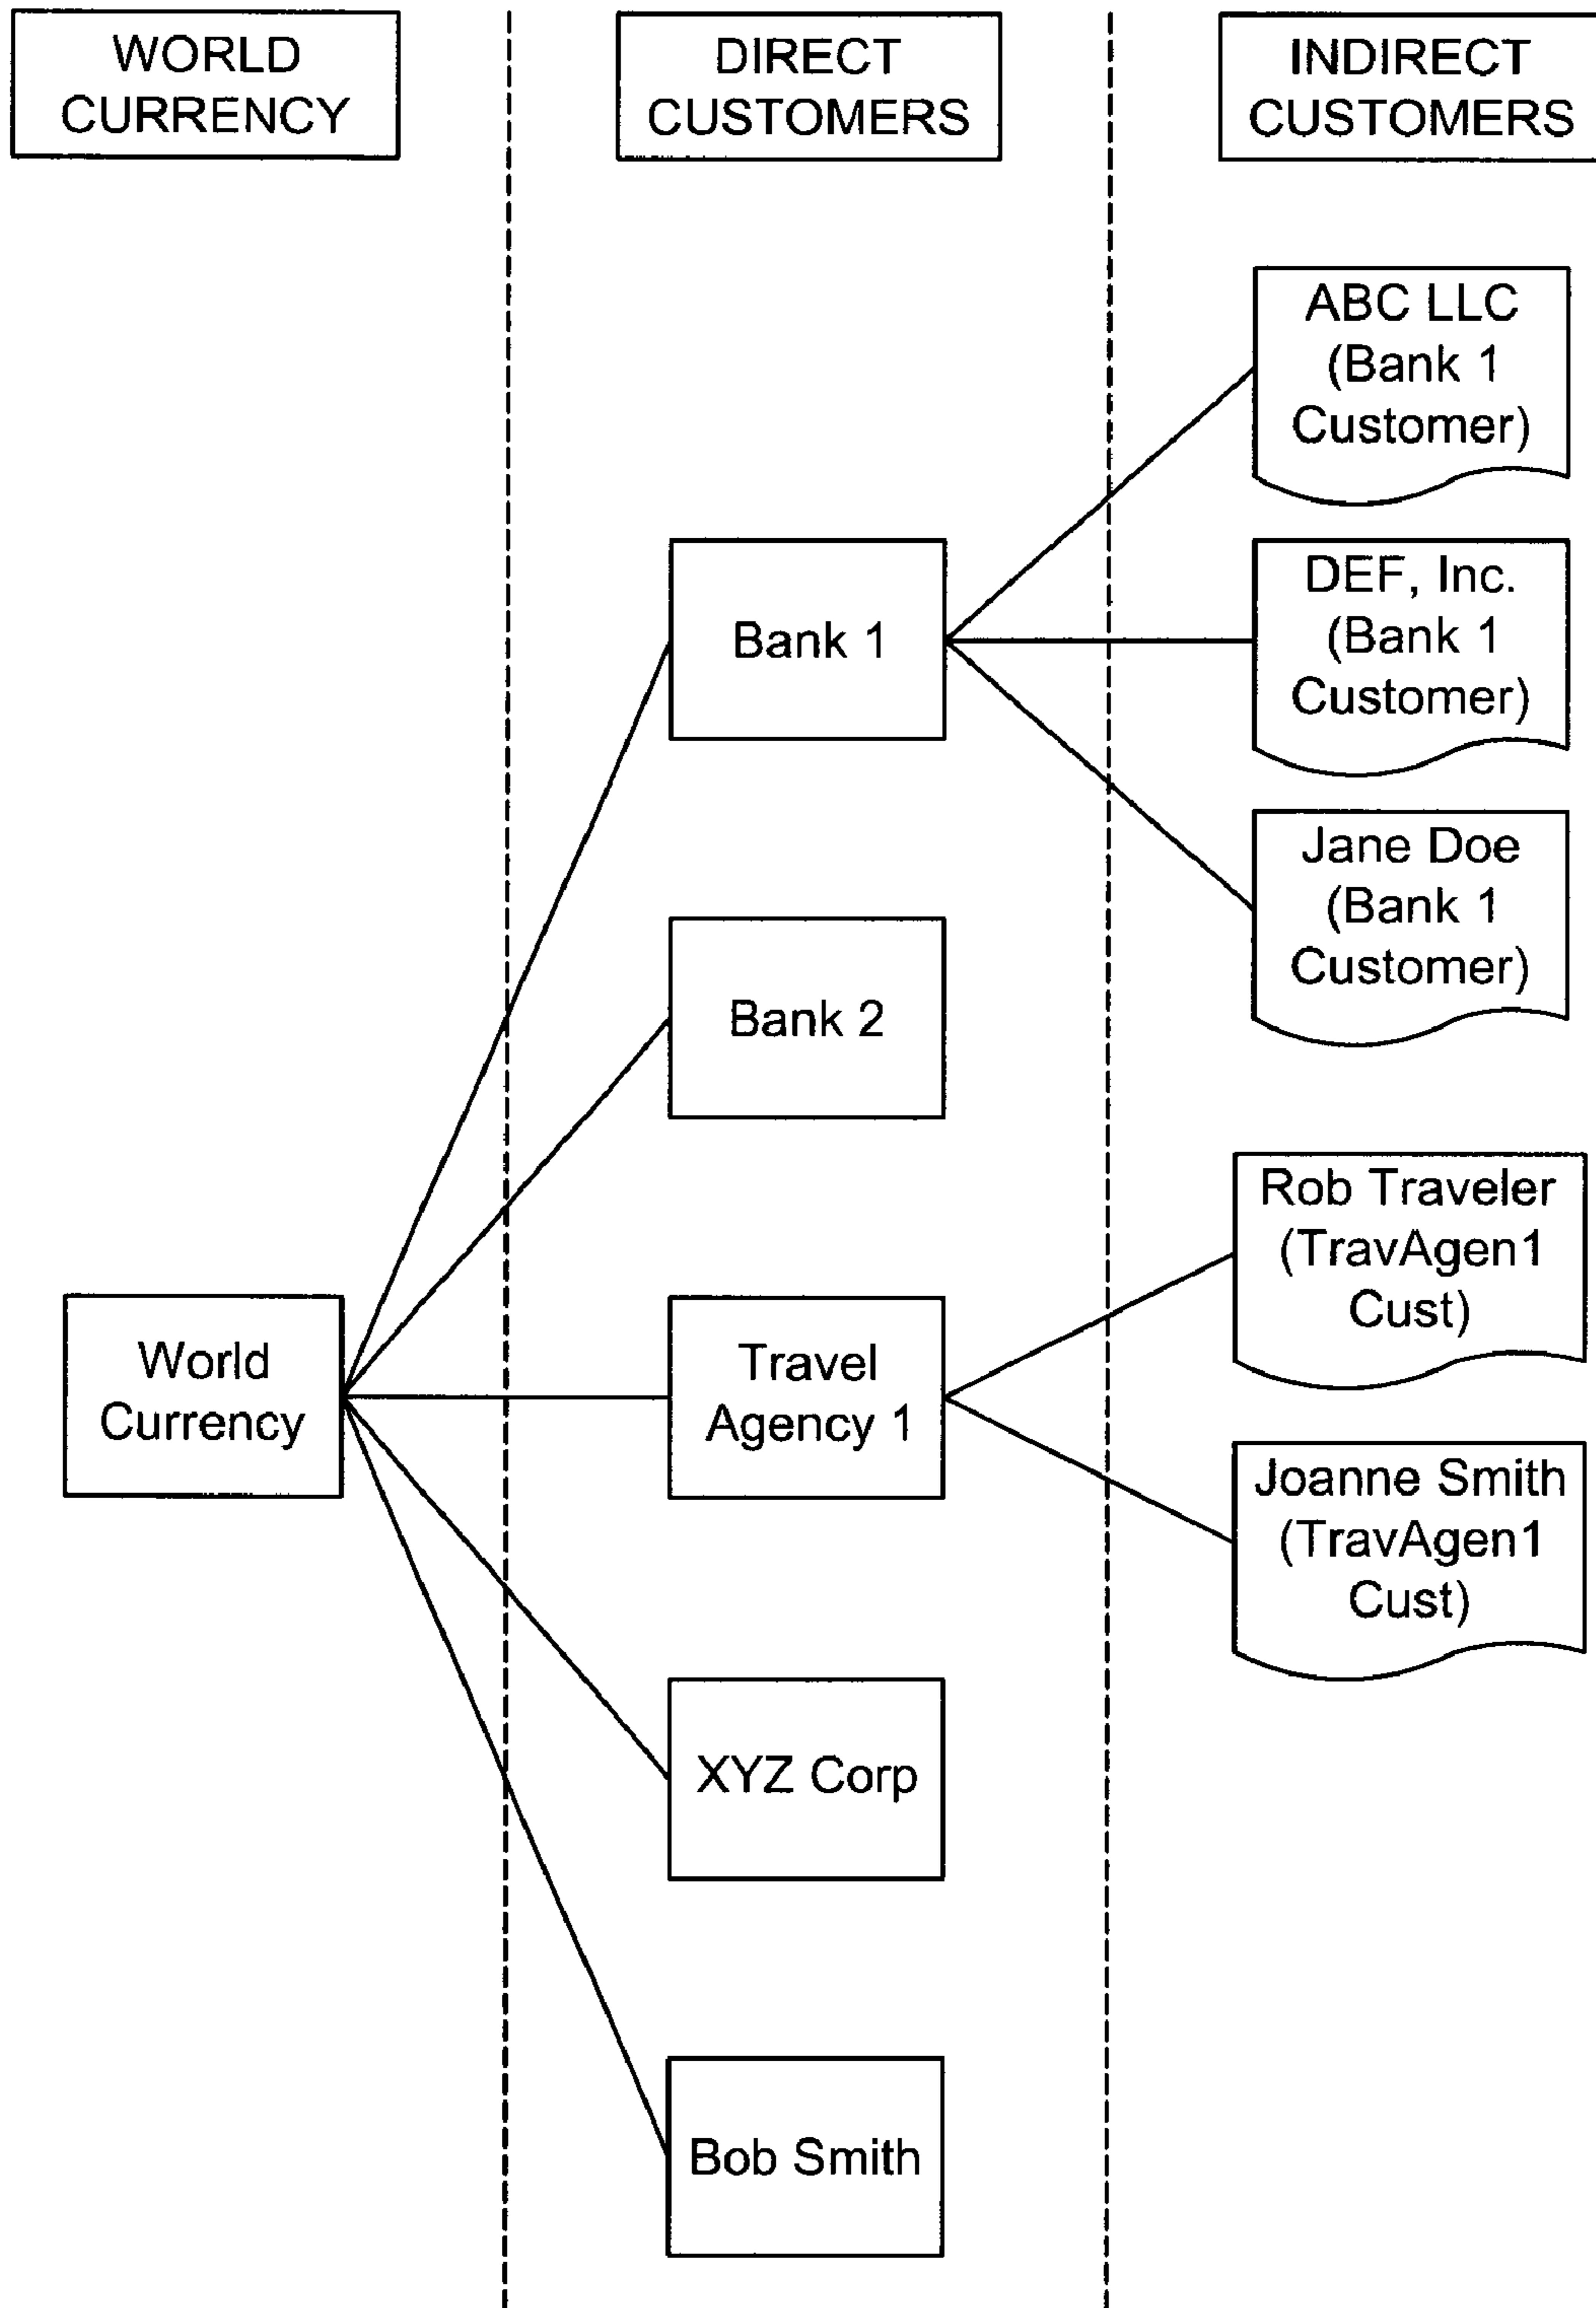 WORLD
CURRENCY
DIRECT
CUSTOMERS
INDIRECT
CUSTOMERS
ABC LLC
(Bank 1
Customer)
Bank 1
DEF, Inc.
(Bank 1
Customer)
Jane Doe
(Bank 1
Customer)
Bank 2
Rob Traveler
(TravAgen1
Cust)
World
Currency
Travel
Agency 1
Joanne Smith
(TravAgen1
Cust)
XYZ Corp
Bob Smith